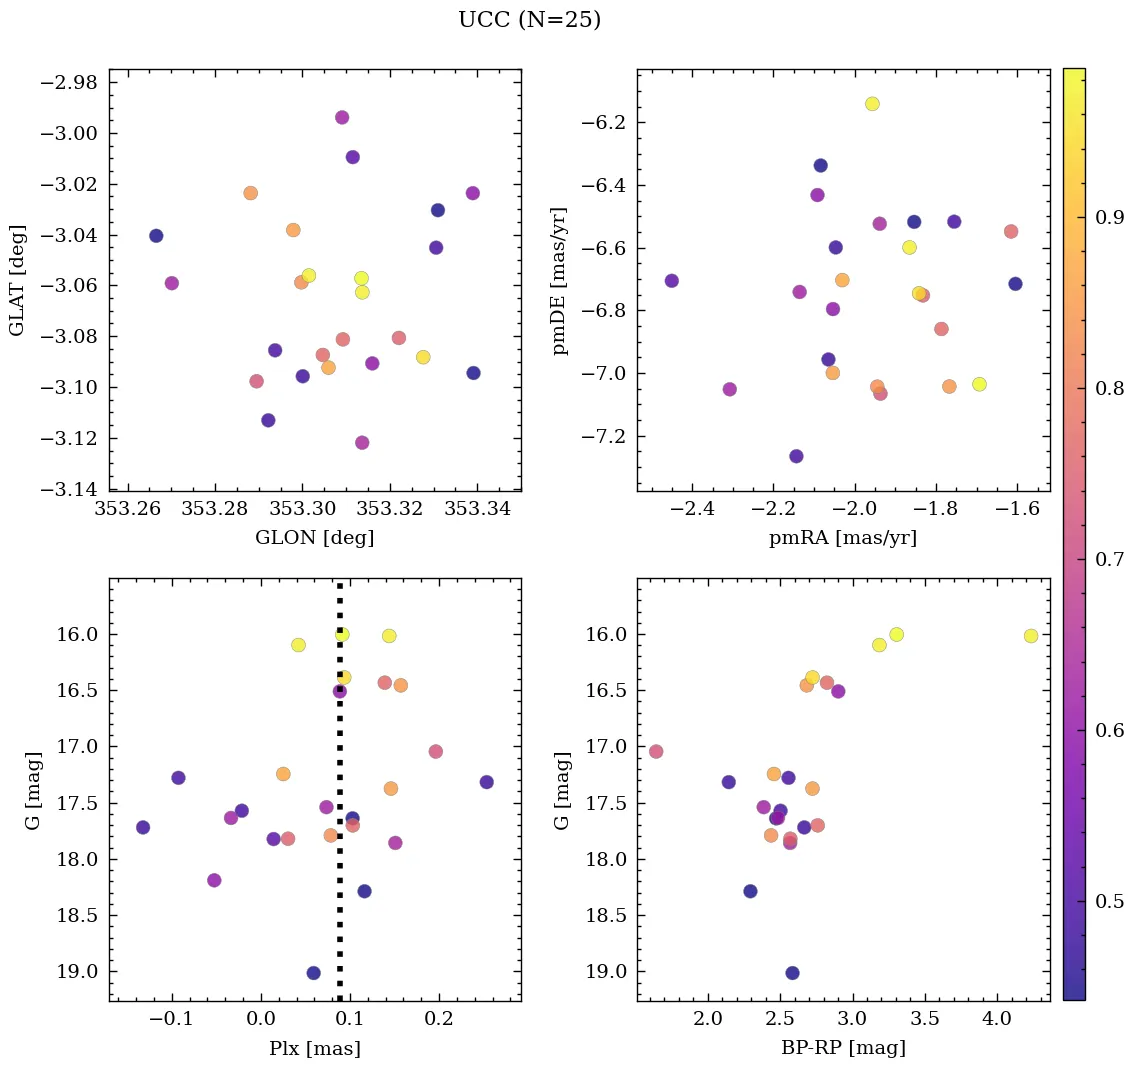 UCC (N=25)
−2.98
−3.00
−3.02
−3.04
−3.06
−3.08
−3.10
−3.12
−3.14
GLAT [deg]
353.26 353.28 353.30 353.32 353.34
GLON [deg]
−6.2
−6.4
−6.6
−6.8
−7.0
−7.2
pmDE [mas/yr]
−2.4 −2.2 −2.0 −1.8 −1.6
pmRA [mas/yr]
0.9
0.8
0.7
0.6
0.5
16.0
16.5
17.0
17.5
18.0
18.5
19.0
G [mag]
−0.1 0.0 0.1 0.2
Plx [mas]
16.0
16.5
17.0
17.5
18.0
18.5
19.0
G [mag]
2.0 2.5 3.0 3.5 4.0
BP-RP [mag]